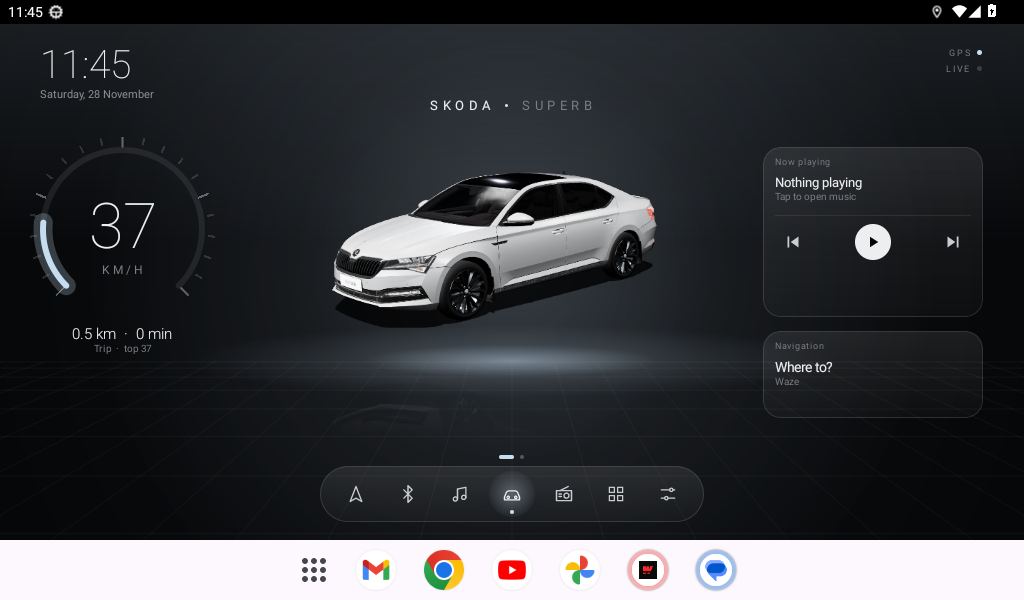 11:45
11:45
Saturday, 28 November
GPS
LIVE
SKODA • SUPERB
37
KM/H
0.5 km · 0 min
Trip · top 37
Now playing
Nothing playing
Tap to open music
Navigation
Where to?
Waze